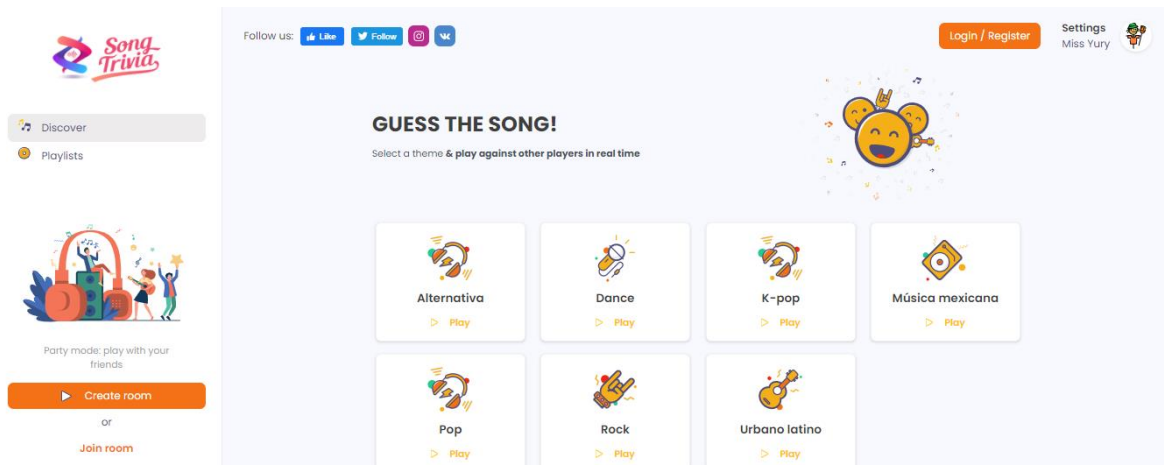 Song
Trivia
Discover
Playlists
Party mode: play with your
friends
Create room
or
Join room
Follow us:
Like
Follow
Login / Register
Settings
Miss Yury
GUESS THE SONG!
Select a theme & play against other players in real time
Alternativa
Play
Dance
Play
K-pop
Play
Música mexicana
Play
Pop
Play
Rock
Play
Urbano latino
Play